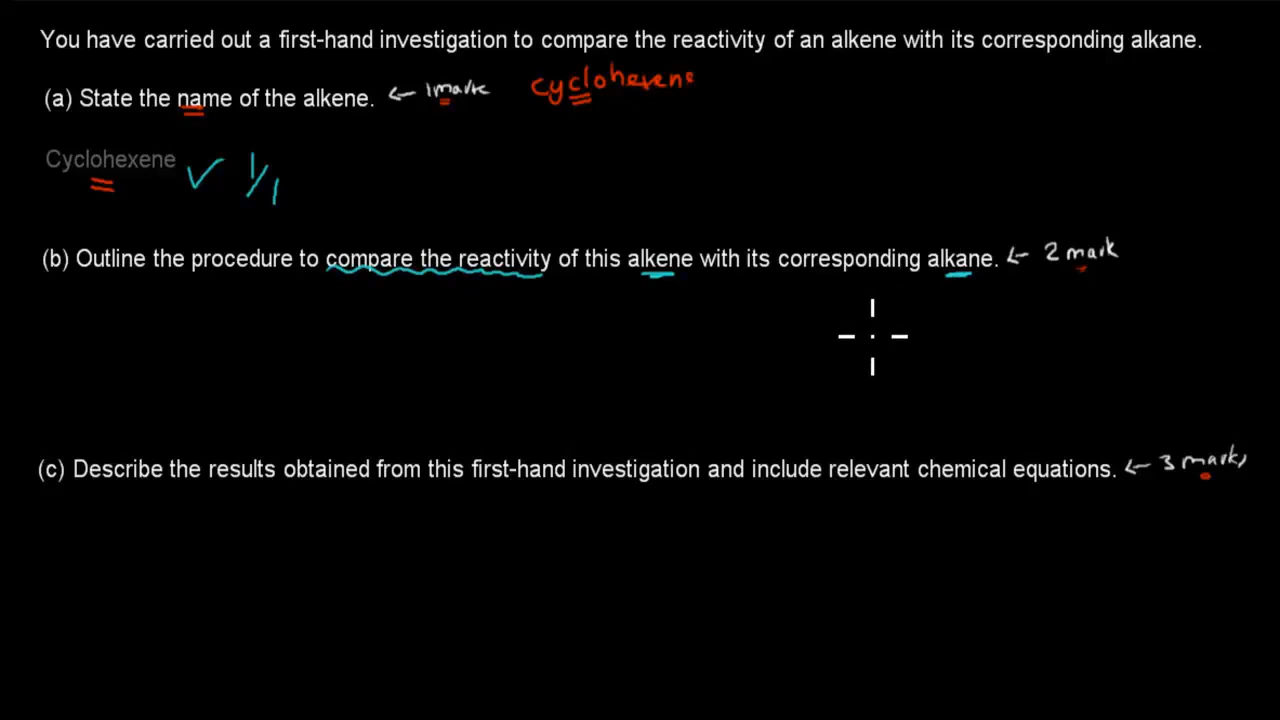 You have carried out a first-hand investigation to compare the reactivity of an alkene with its corresponding alkane.
(a) State the name of the alkene. ← 1 mark cyclohexene
Cyclohexene ✓ 1/1
(b) Outline the procedure to compare the reactivity of this alkene with its corresponding alkane. ← 2 mark
(c) Describe the results obtained from this first-hand investigation and include relevant chemical equations. ← 3 marks